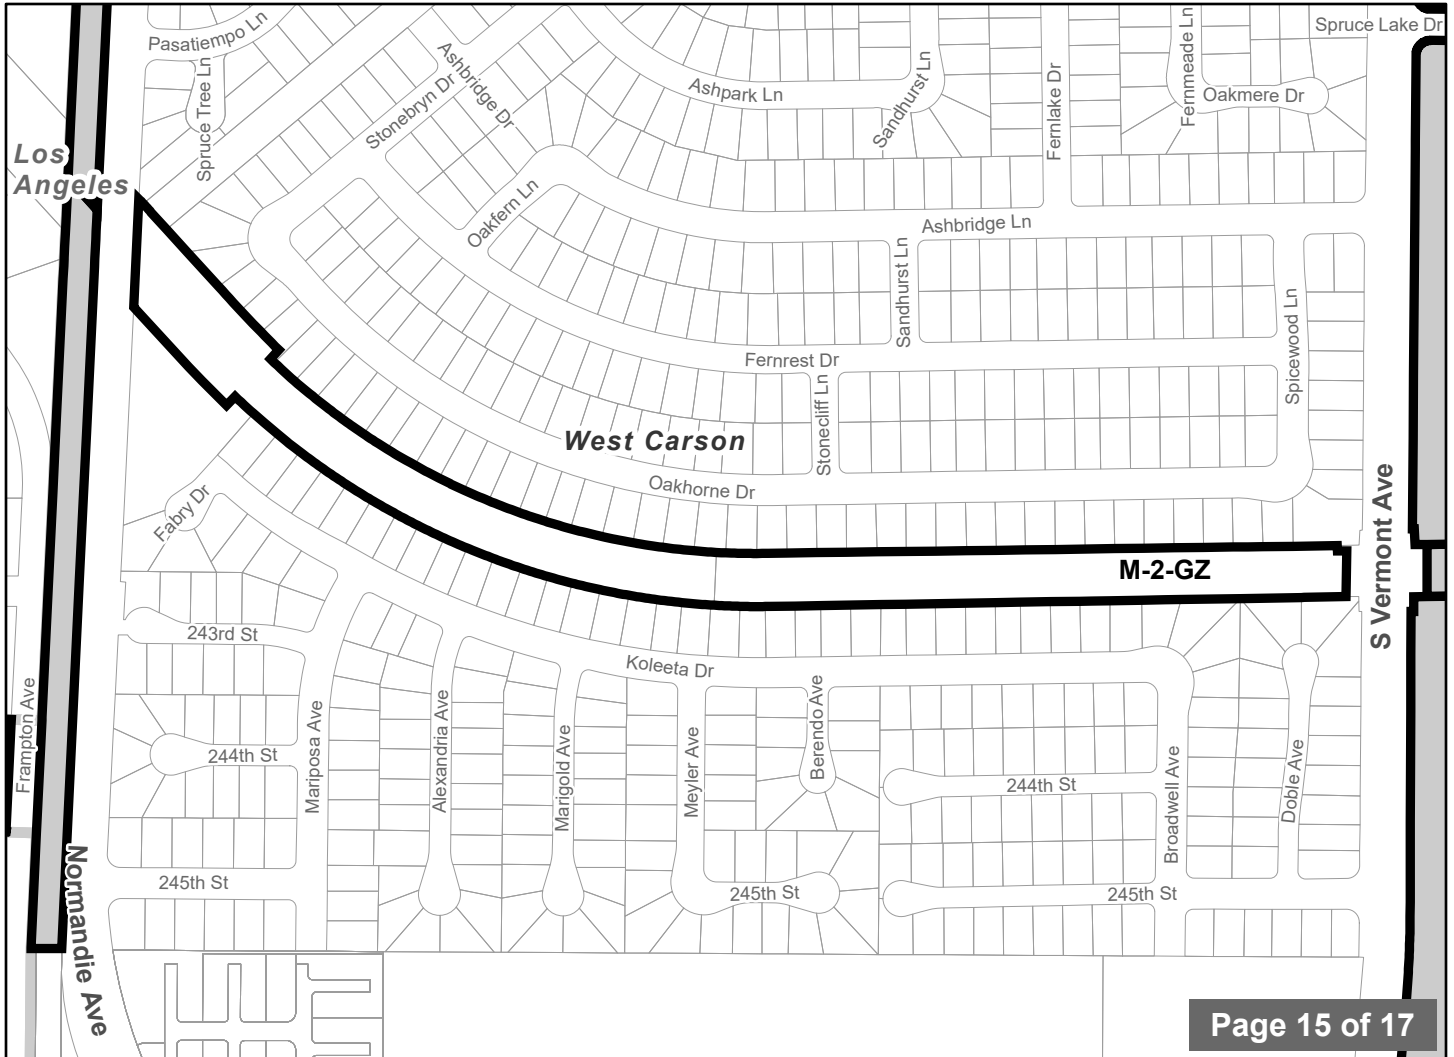 Pasatiempo Ln
Spruce Tree Ln
Ashbridge Dr
Stonebryn Dr
Ashpark Ln
Sandhurst Ln
Fernlake Dr
Fernmeade Ln
Oakmere Dr
Spruce Lake Dr
Los
Angeles
Oakfern Ln
Ashbridge Ln
Sandhurst Ln
Spicewood Ln
Fernrest Dr
Stonecliff Ln
West Carson
Oakhorne Dr
Fabry Dr
S Vermont Ave
M-2-GZ
243rd St
Koleeta Dr
Frampton Ave
Mariposa Ave
Alexandria Ave
Marigold Ave
Meyler Ave
Berendo Ave
Broadwell Ave
Doble Ave
244th St
244th St
Normandie Ave
245th St
245th St
245th St
Page 15 of 17